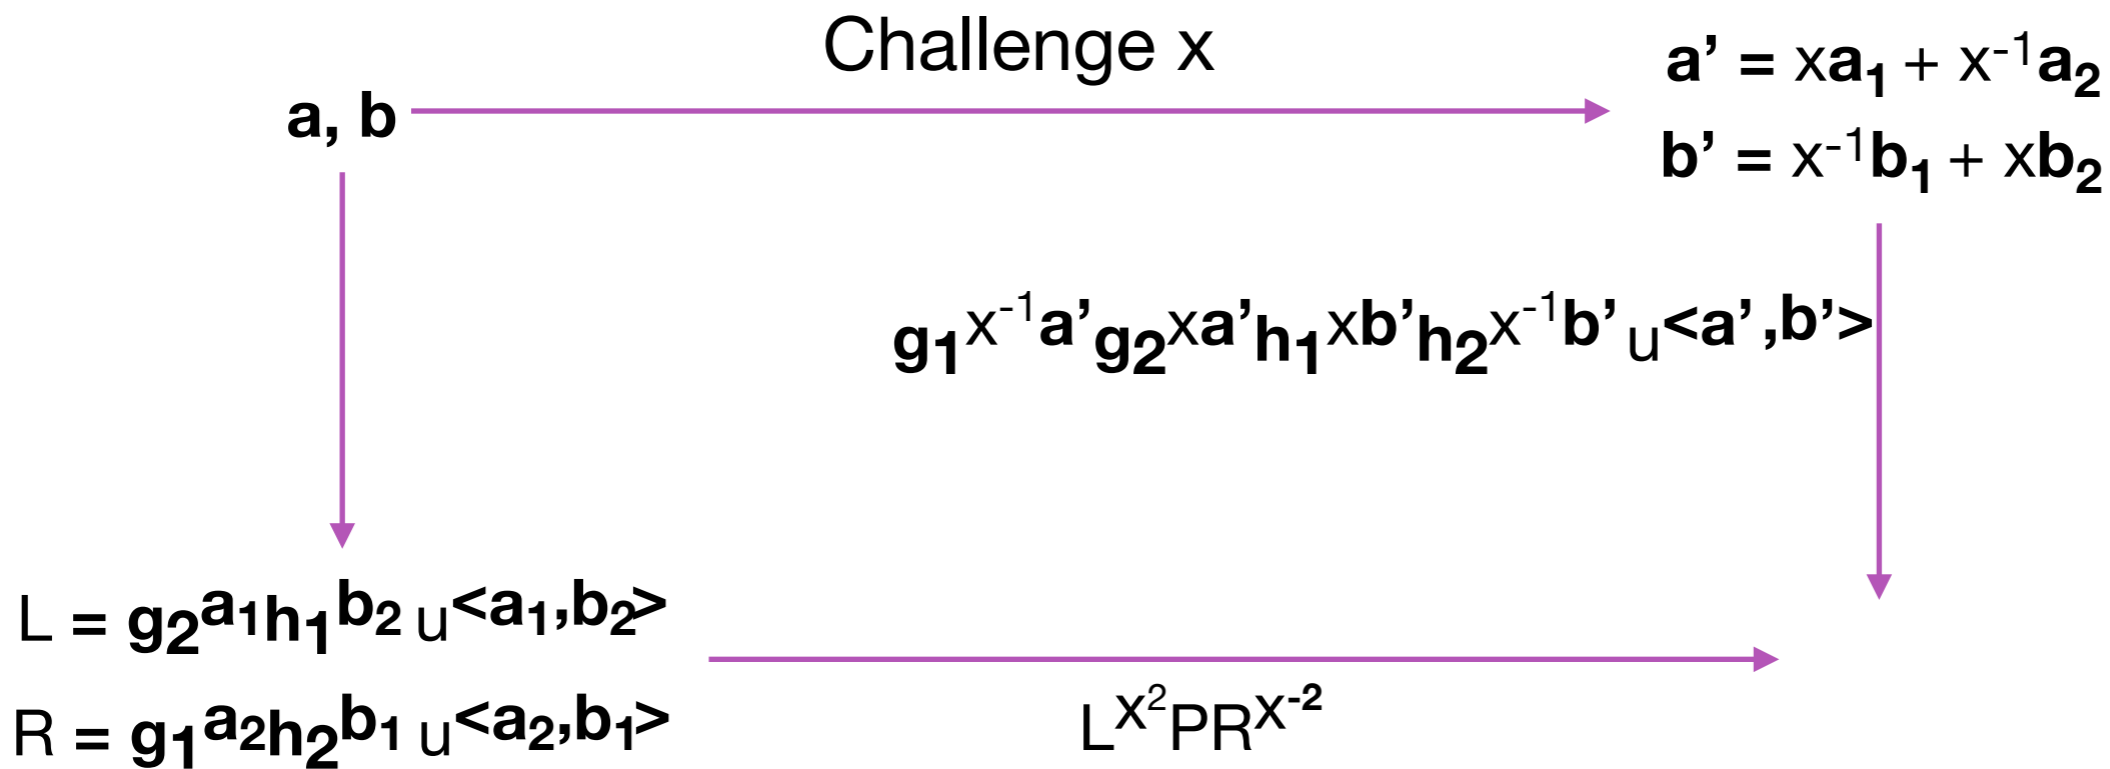 Challenge x
a, b
a’ = xa₁ + x⁻¹a₂
b’ = x⁻¹b₁ + xb₂
g₁x⁻¹a’g₂xa’h₁xb’h₂x⁻¹b’ u<a’,b’>
L = g₂a₁h₁b₂ u<a₁,b₂>
R = g₁a₂h₂b₁ u<a₂,b₁>
Lx²PRx⁻²